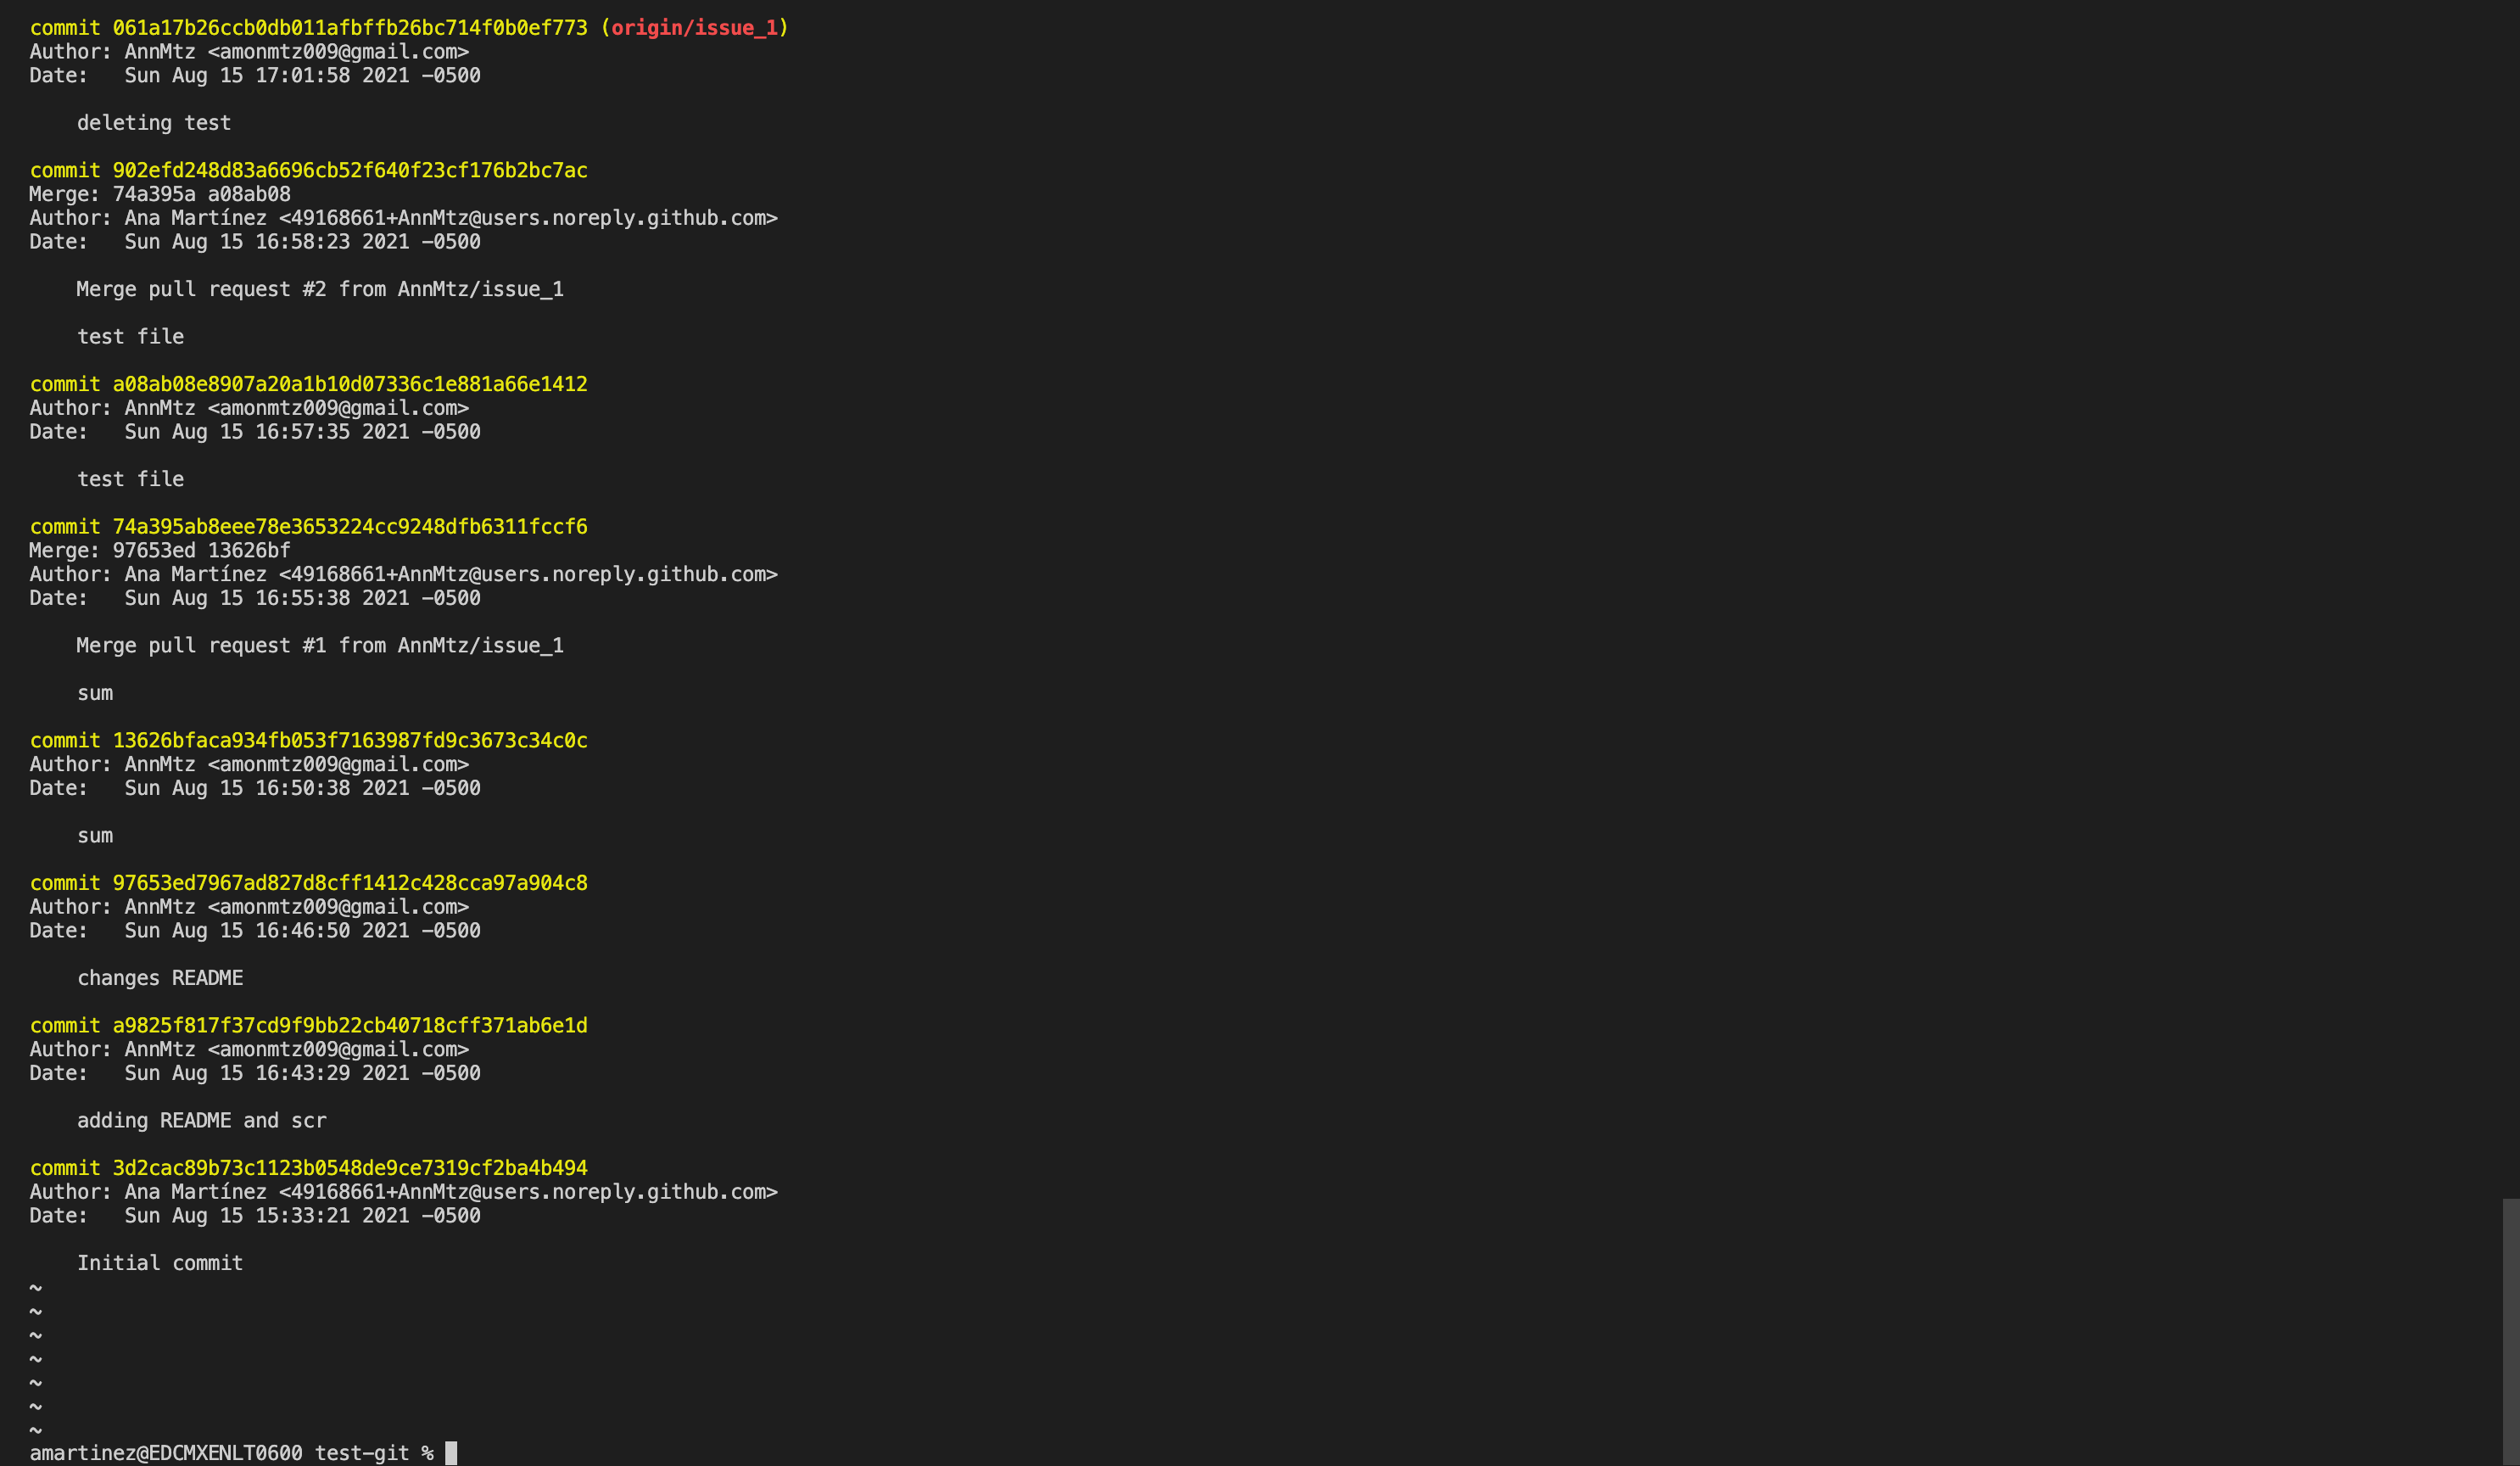 commit 061a17b26ccb0db011afbffb26bc714f0b0ef773 (origin/issue_1)
Author: AnnMtz <amonmtz009@gmail.com>
Date:   Sun Aug 15 17:01:58 2021 -0500

    deleting test

commit 902efd248d83a6696cb52f640f23cf176b2bc7ac
Merge: 74a395a a08ab08
Author: Ana Martínez <49168661+AnnMtz@users.noreply.github.com>
Date:   Sun Aug 15 16:58:23 2021 -0500

    Merge pull request #2 from AnnMtz/issue_1

    test file

commit a08ab08e8907a20a1b10d07336c1e881a66e1412
Author: AnnMtz <amonmtz009@gmail.com>
Date:   Sun Aug 15 16:57:35 2021 -0500

    test file

commit 74a395ab8eee78e3653224cc9248dfb6311fccf6
Merge: 97653ed 13626bf
Author: Ana Martínez <49168661+AnnMtz@users.noreply.github.com>
Date:   Sun Aug 15 16:55:38 2021 -0500

    Merge pull request #1 from AnnMtz/issue_1

    sum

commit 13626bfaca934fb053f7163987fd9c3673c34c0c
Author: AnnMtz <amonmtz009@gmail.com>
Date:   Sun Aug 15 16:50:38 2021 -0500

    sum

commit 97653ed7967ad827d8cff1412c428cca97a904c8
Author: AnnMtz <amonmtz009@gmail.com>
Date:   Sun Aug 15 16:46:50 2021 -0500

    changes README

commit a9825f817f37cd9f9bb22cb40718cff371ab6e1d
Author: AnnMtz <amonmtz009@gmail.com>
Date:   Sun Aug 15 16:43:29 2021 -0500

    adding README and scr

commit 3d2cac89b73c1123b0548de9ce7319cf2ba4b494
Author: Ana Martínez <49168661+AnnMtz@users.noreply.github.com>
Date:   Sun Aug 15 15:33:21 2021 -0500

    Initial commit
~
~
~
~
~
~
~
amartinez@EDCMXENLT0600 test-git %